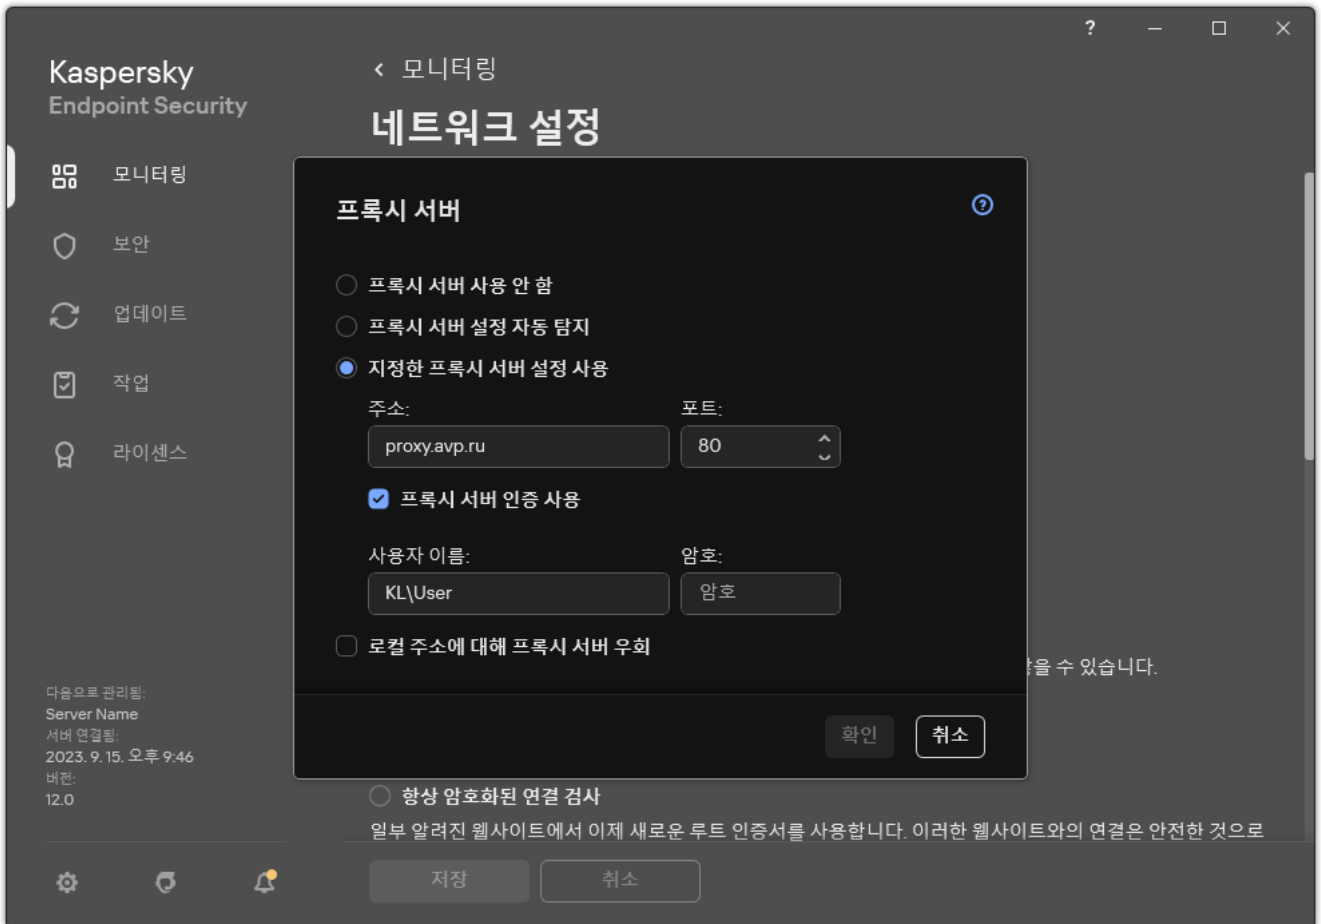 ?
Kaspersky
Endpoint Security
모니터링
보안
업데이트
작업
라이센스
다음으로 관리됨:
Server Name
서버 연결됨:
2023. 9. 15. 오후 9:46
버전:
12.0
모니터링
네트워크 설정
프록시 서버
?
프록시 서버 사용 안 함
프록시 서버 설정 자동 탐지
지정한 프록시 서버 설정 사용
주소: 포트:
proxy.avp.ru 80
프록시 서버 인증 사용
사용자 이름: 암호:
KL\User 암호
로컬 주소에 대해 프록시 서버 우회
확인 취소
수 있습니다.
항상 암호화된 연결 검사
일부 알려진 웹사이트에서 이제 새로운 루트 인증서를 사용합니다. 이러한 웹사이트와의 연결은 안전한 것으로
저장 취소